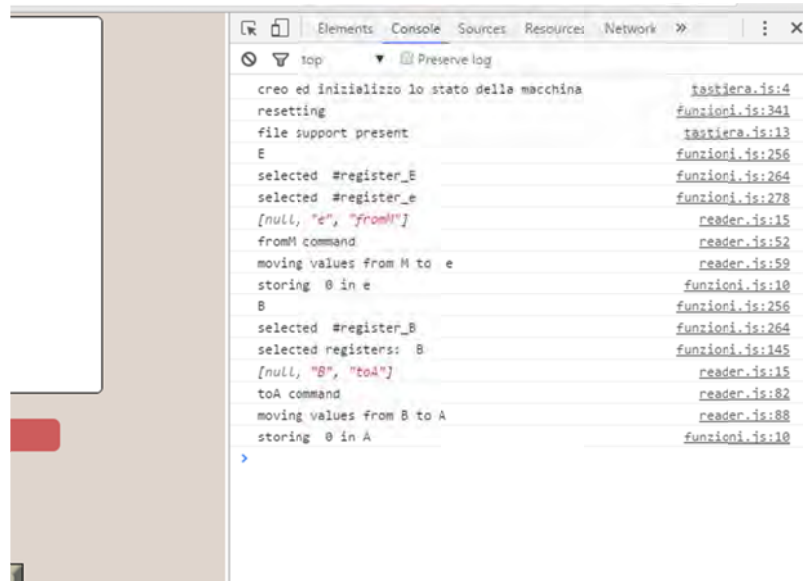 Elements Console Sources Resources Network »
top ▼ Preserve log
creo ed inizializzo lo stato della macchina tastiera.js:4
resetting funzioni.js:341
file support present tastiera.js:13
E funzioni.js:256
selected #register_E funzioni.js:264
selected #register_e funzioni.js:278
[null, "e", "fromM"] reader.js:15
fromM command reader.js:52
moving values from M to e reader.js:59
storing 0 in e funzioni.js:10
B funzioni.js:256
selected #register_B funzioni.js:264
selected registers: B funzioni.js:145
[null, "B", "toA"] reader.js:15
toA command reader.js:82
moving values from B to A reader.js:88
storing 0 in A funzioni.js:10
>